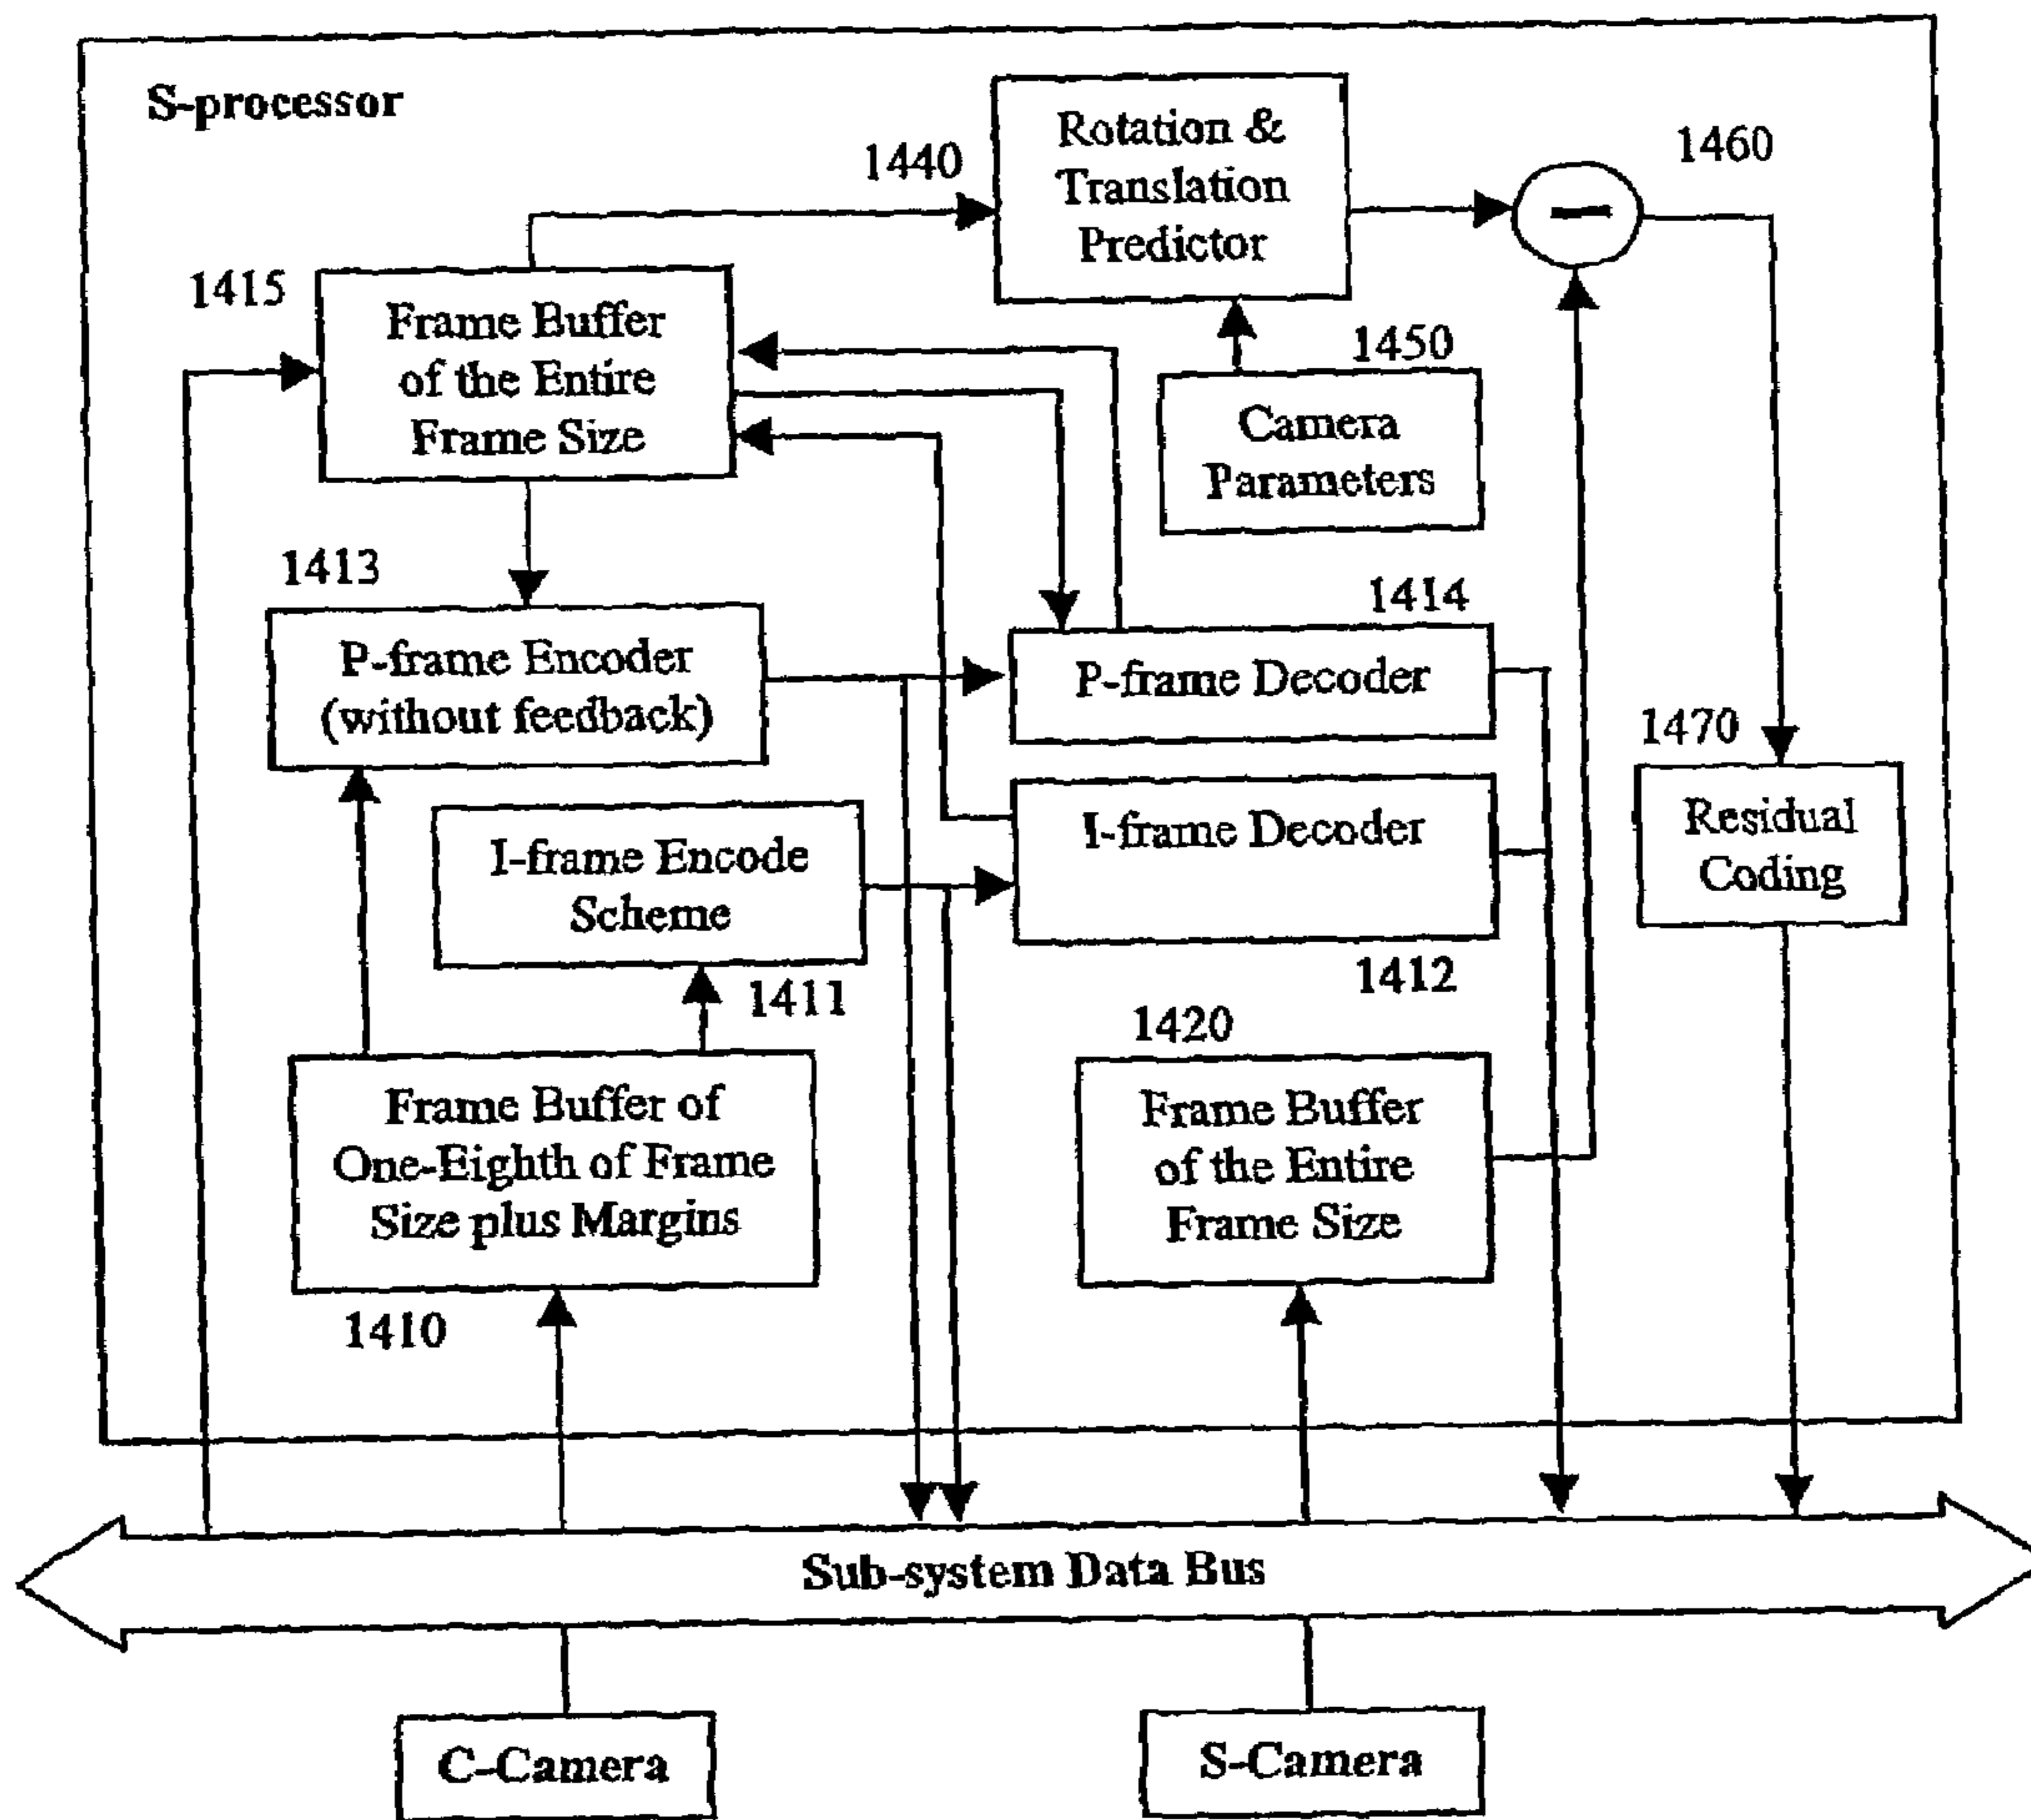 S-processor
1440
Rotation &
Translation
Predictor
1460
1415
Frame Buffer
of the Entire
Frame Size
1450
Camera
Parameters
1413
P-frame Encoder
(without feedback)
1414
P-frame Decoder
1470
Residual
Coding
I-frame Encode
Scheme
1411
I-frame Decoder
1412
1420
Frame Buffer of
One-Eighth of Frame
Size plus Margins
1410
Frame Buffer
of the Entire
Frame Size
Sub-system Data Bus
C-Camera
S-Camera